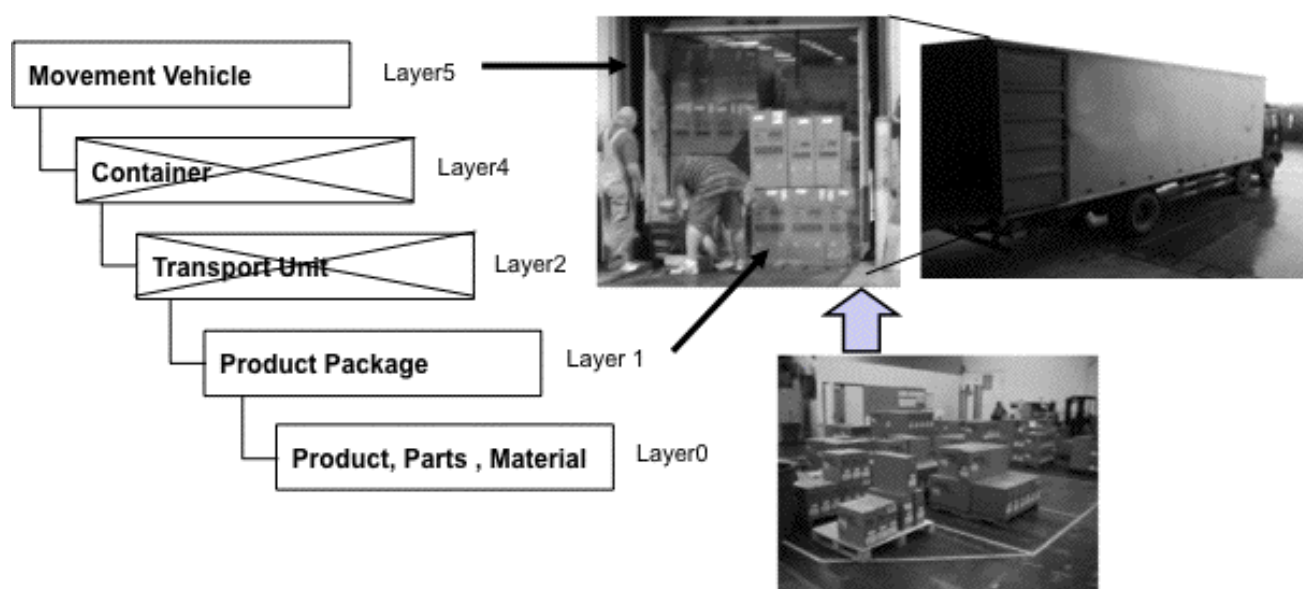 Movement Vehicle
Layer5
Container
Layer4
Transport Unit
Layer2
Product Package
Layer 1
Product, Parts , Material
Layer0